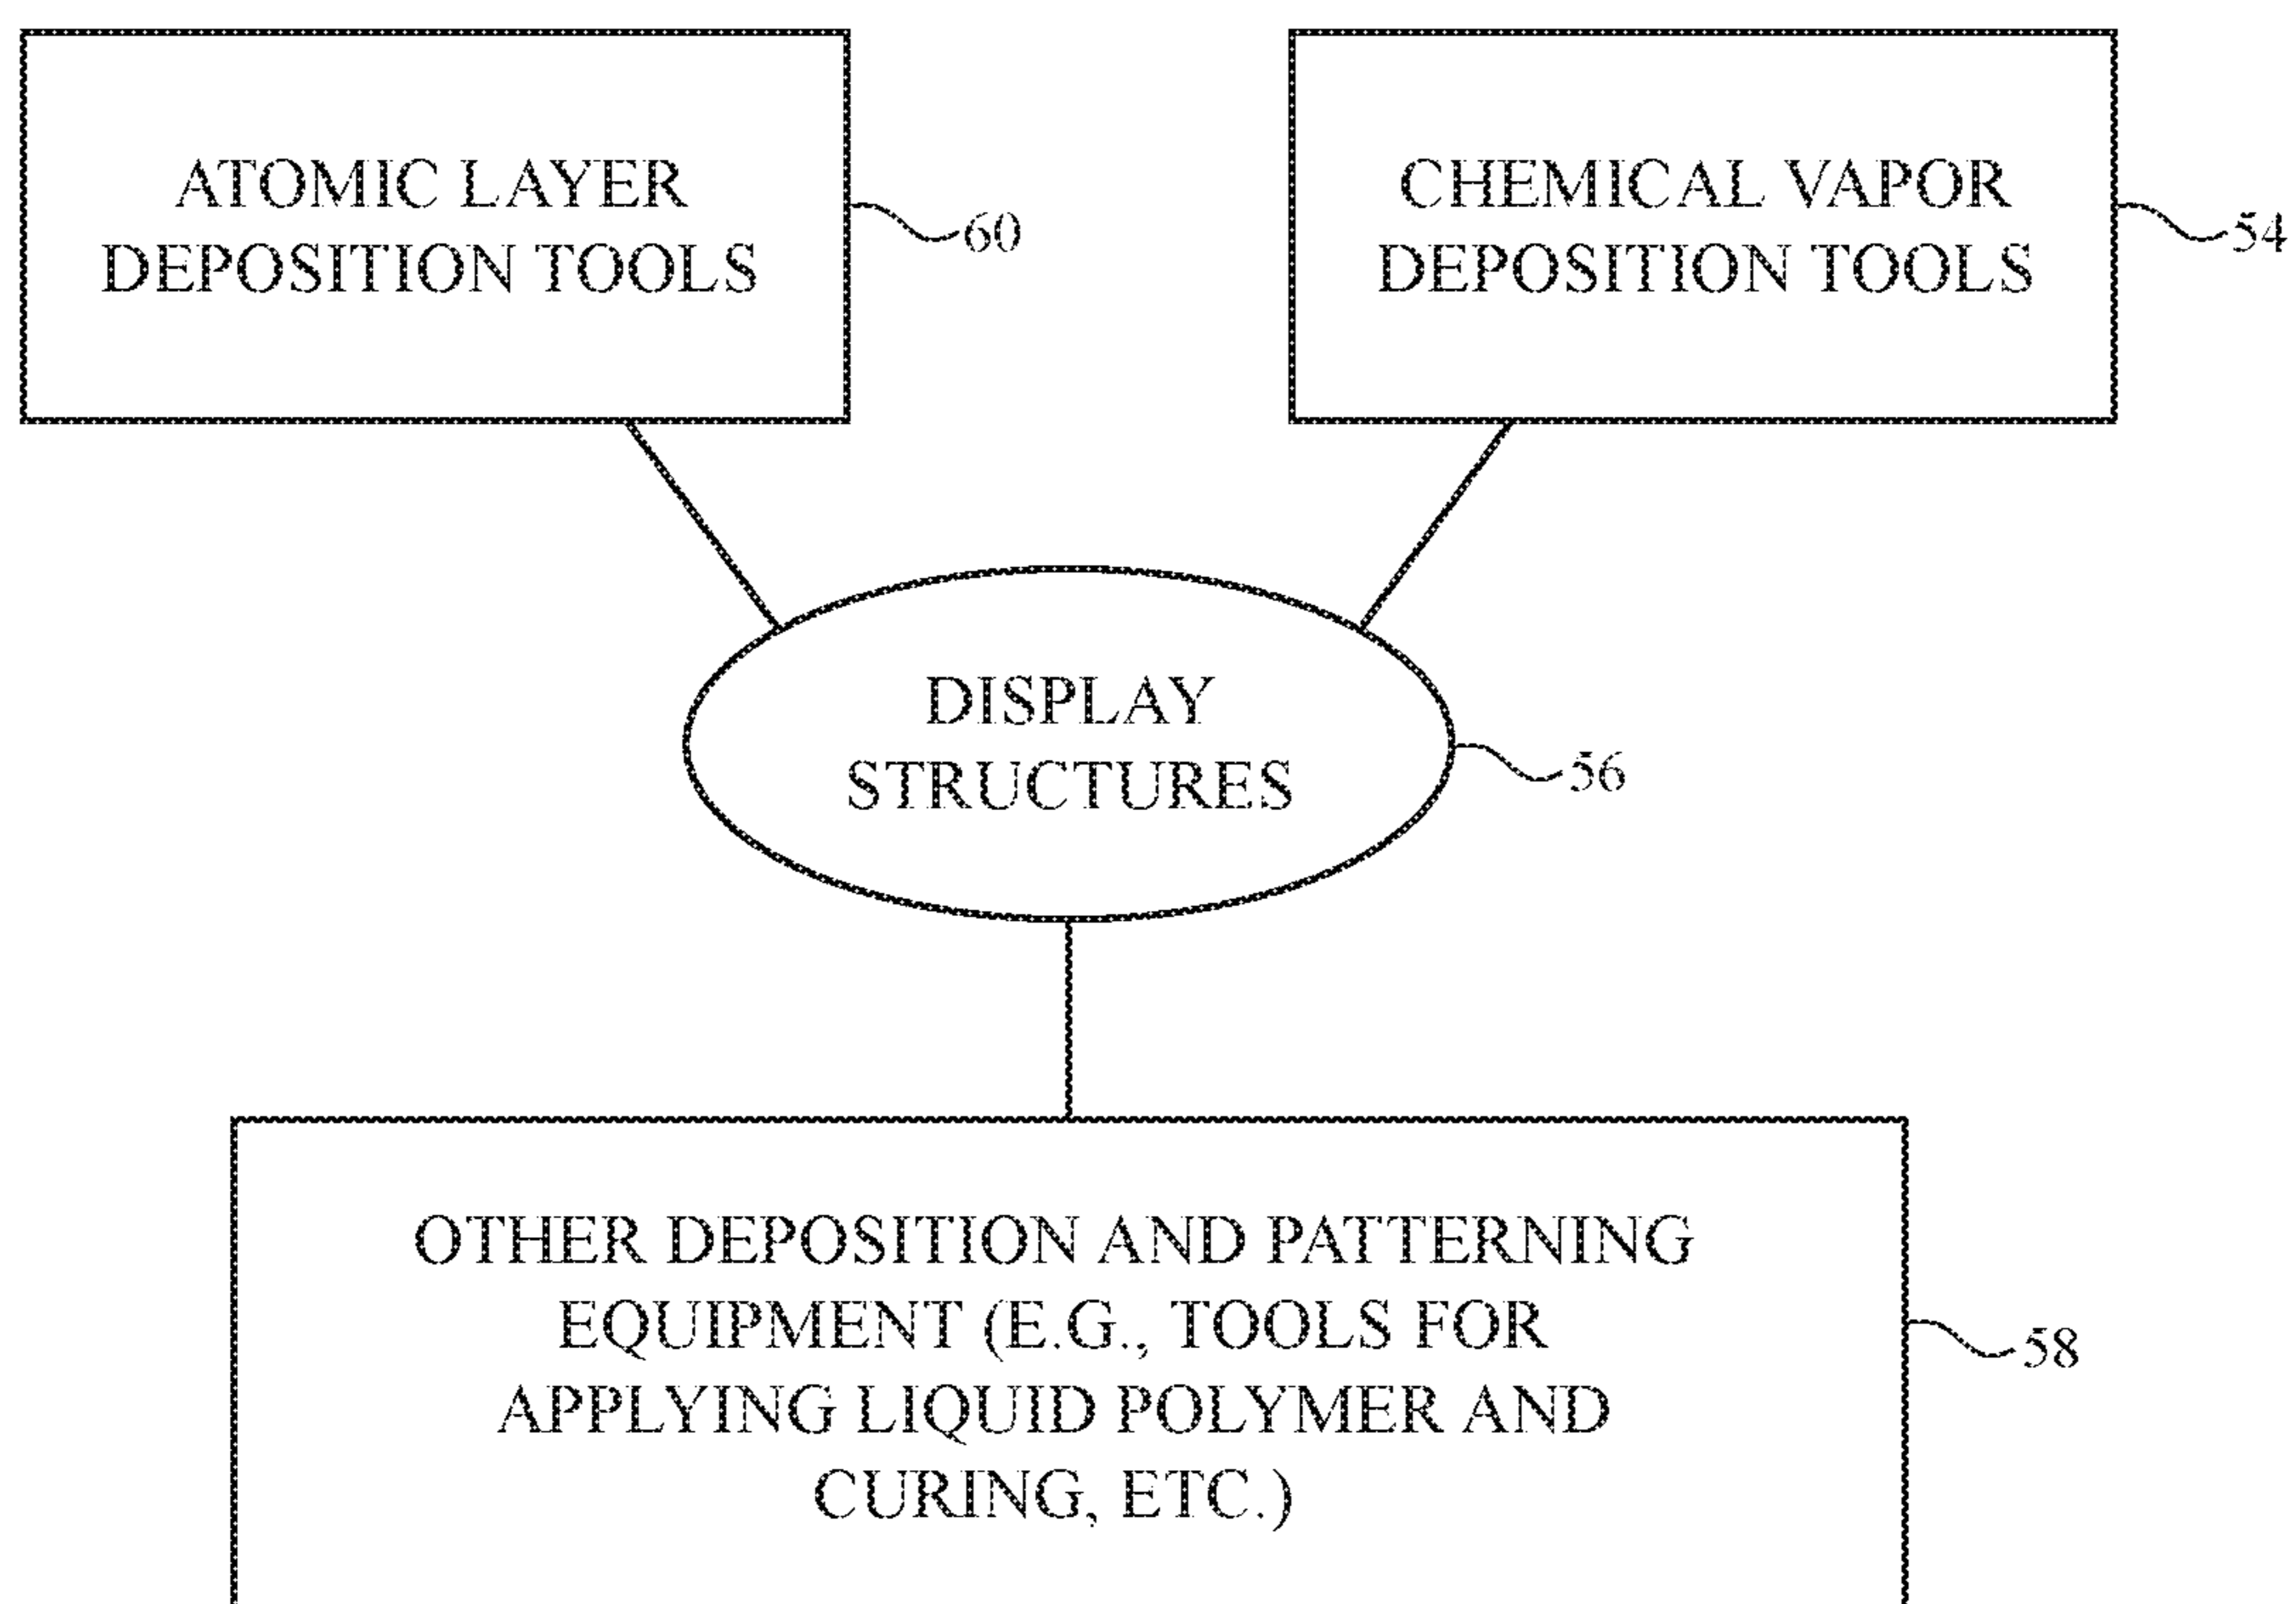 ATOMIC LAYER
DEPOSITION TOOLS
60
CHEMICAL VAPOR
DEPOSITION TOOLS
54
DISPLAY
STRUCTURES
56
OTHER DEPOSITION AND PATTERNING
EQUIPMENT (E.G., TOOLS FOR
APPLYING LIQUID POLYMER AND
CURING, ETC.)
58